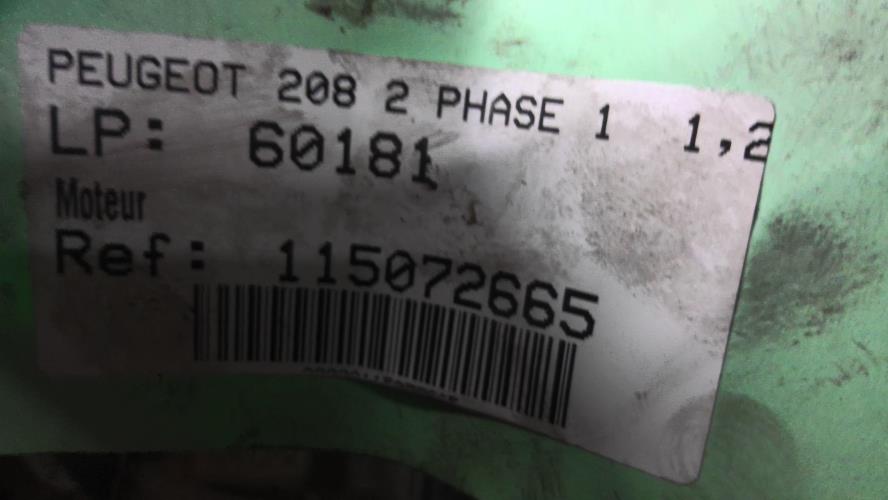 PEUGEOT 208 2 PHASE 1 1,2
LP: 60181
Moteur
Ref: 115072665